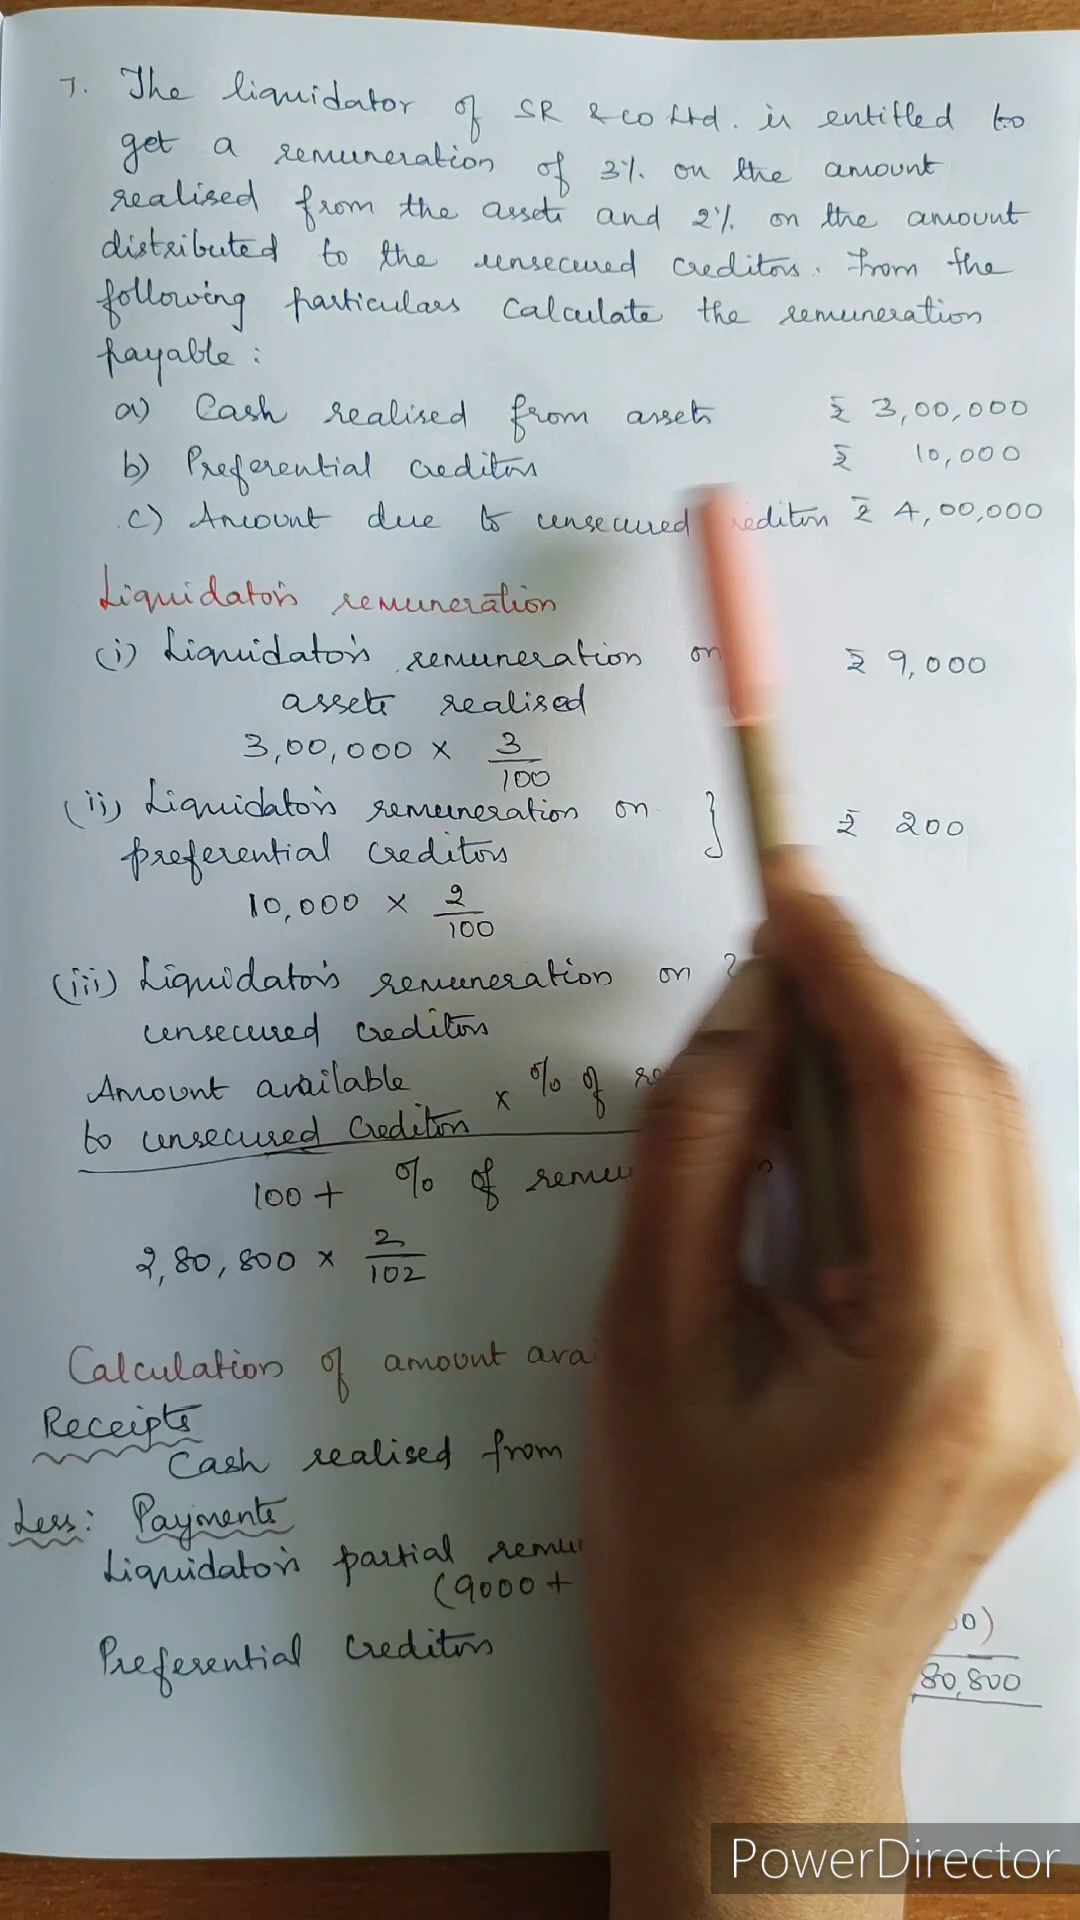 7. The liquidator of SR & co Ltd. is entitled to
get a remuneration of 3% on the amount
realised from the assets and 2% on the amount
distributed to the unsecured creditors. From the
following particulars calculate the remuneration
payable:
a) Cash realised from assets ₹ 3,00,000
b) Preferential creditors ₹ 10,000
c) Amount due to unsecured ₹ 4,00,000
Liquidator's remuneration
(i) Liquidator's remuneration on ₹ 9,000
assets realised
3,00,000 × 3/100
(ii) Liquidator's remuneration on } ₹ 200
preferential creditors
10,000 × 2/100
(iii) Liquidator's remuneration on
unsecured creditors
Amount available
to unsecured Creditors × % of
100 + % of
2,80,800 × 2/102
Calculation of amount
Receipts
Cash realised from
Less: Payments
Liquidator's partial
(9000 +
Preferential Creditors
80,800
PowerDirector